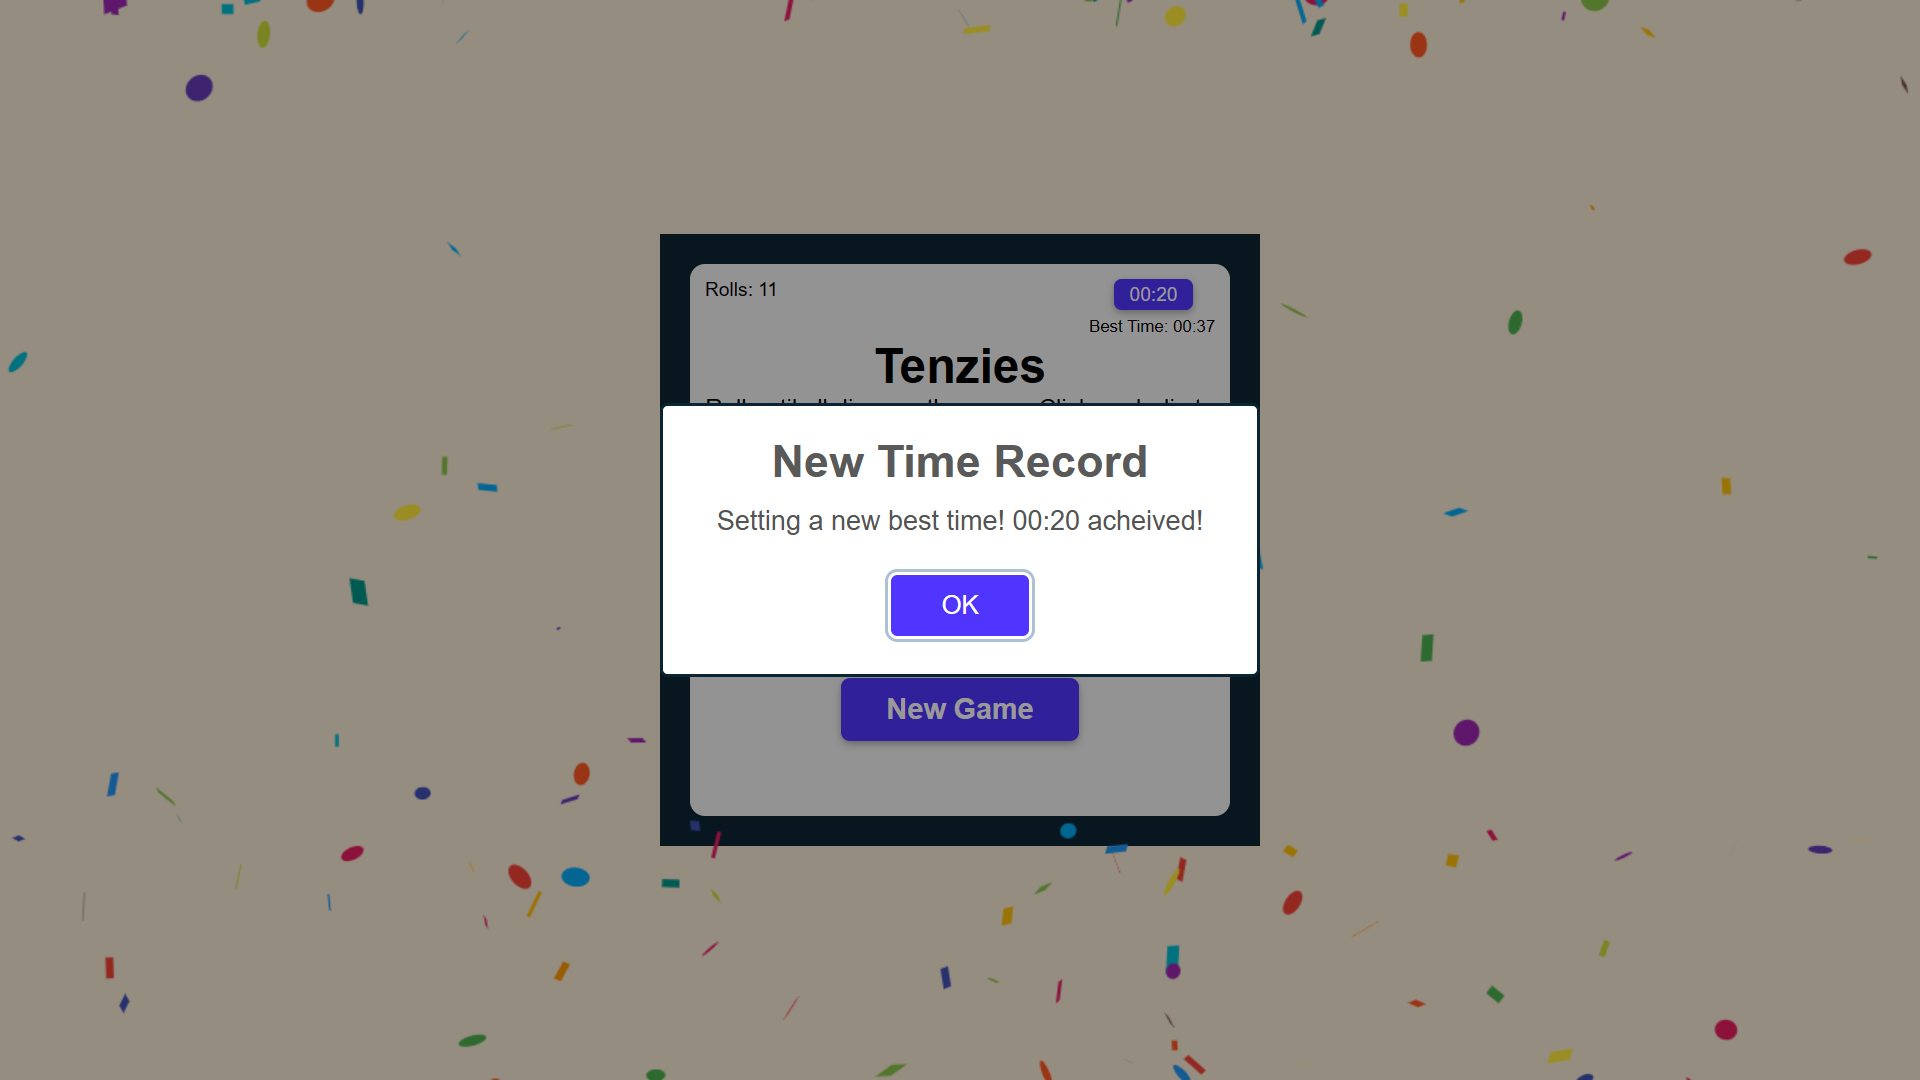 Rolls: 11
00:20
Best Time: 00:37
Tenzies
New Time Record
Setting a new best time! 00:20 acheived!
OK
New Game